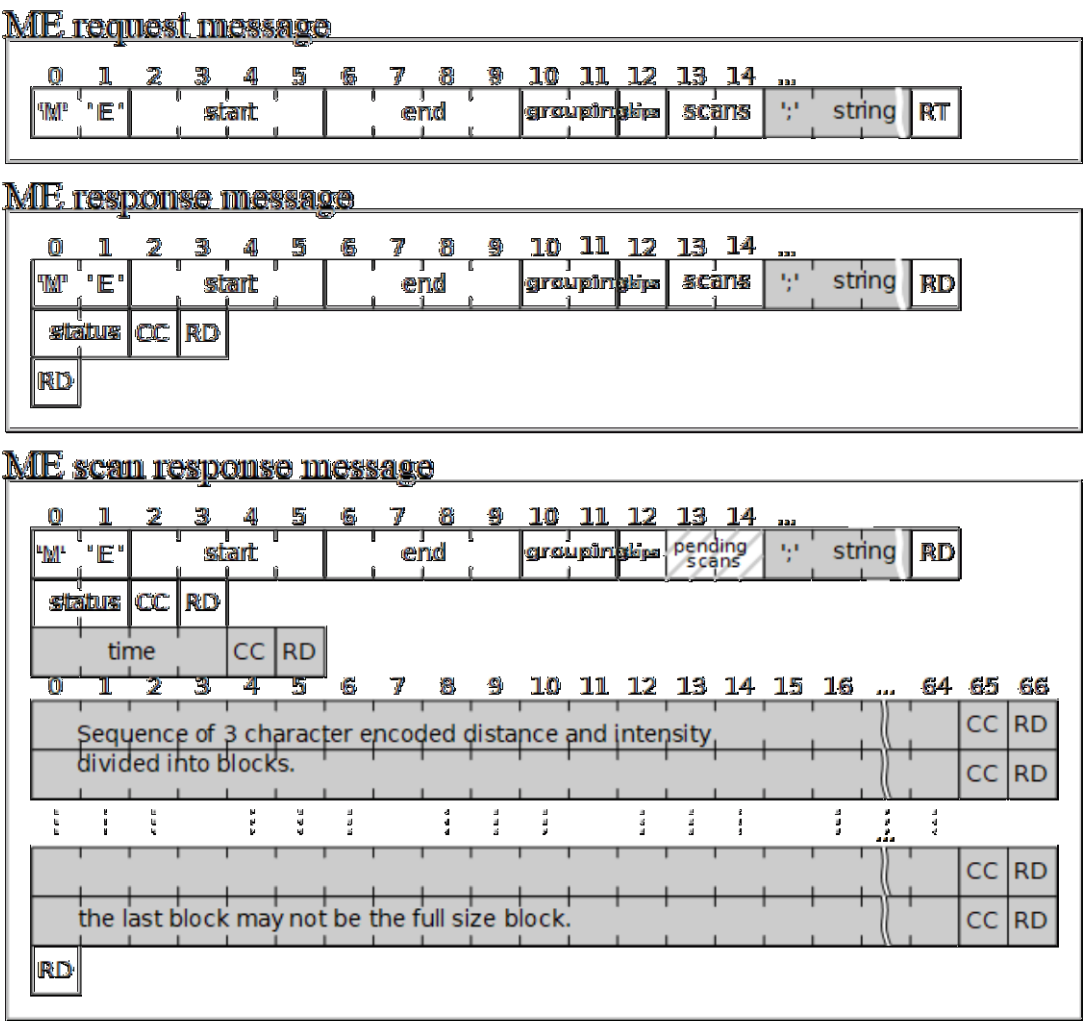 ME request message
0 1 2 3 4 5 6 7 8 9 10 11 12 13 14 ...
'M' 'E' start end grouping skips scans ';' string RT
ME response message
0 1 2 3 4 5 6 7 8 9 10 11 12 13 14 ...
'M' 'E' start end grouping skips scans ';' string RD
status CC RD
RD
ME scan response message
0 1 2 3 4 5 6 7 8 9 10 11 12 13 14 ...
'M' 'E' start end grouping skips pending scans ';' string RD
status CC RD
time CC RD
0 1 2 3 4 5 6 7 8 9 10 11 12 13 14 15 16 ... 64 65 66
Sequence of 3 character encoded distance and intensity CC RD
divided into blocks. CC RD
...
CC RD
the last block may not be the full size block. CC RD
RD